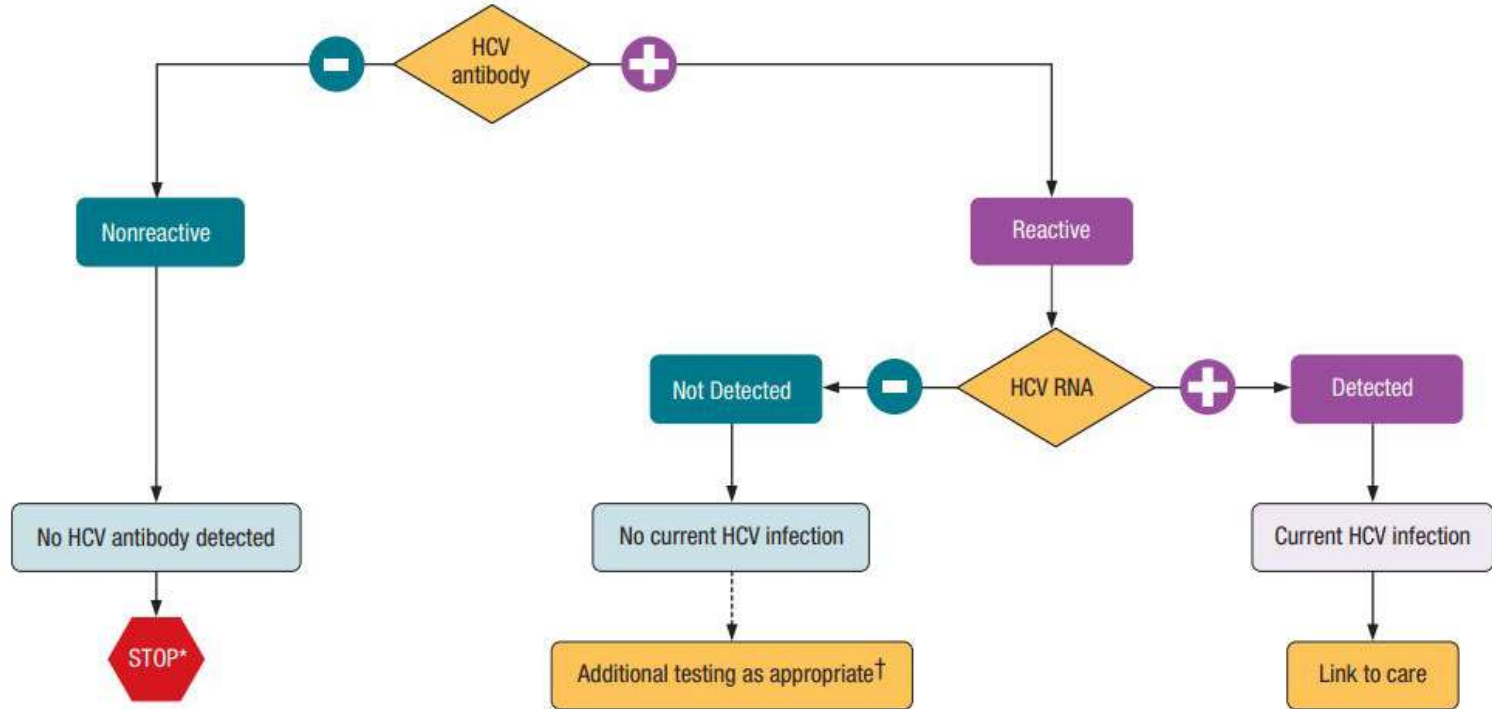 HCV
antibody
Nonreactive
Reactive
Not Detected
HCV RNA
Detected
No HCV antibody detected
No current HCV infection
Current HCV infection
STOP*
Additional testing as appropriate†
Link to care